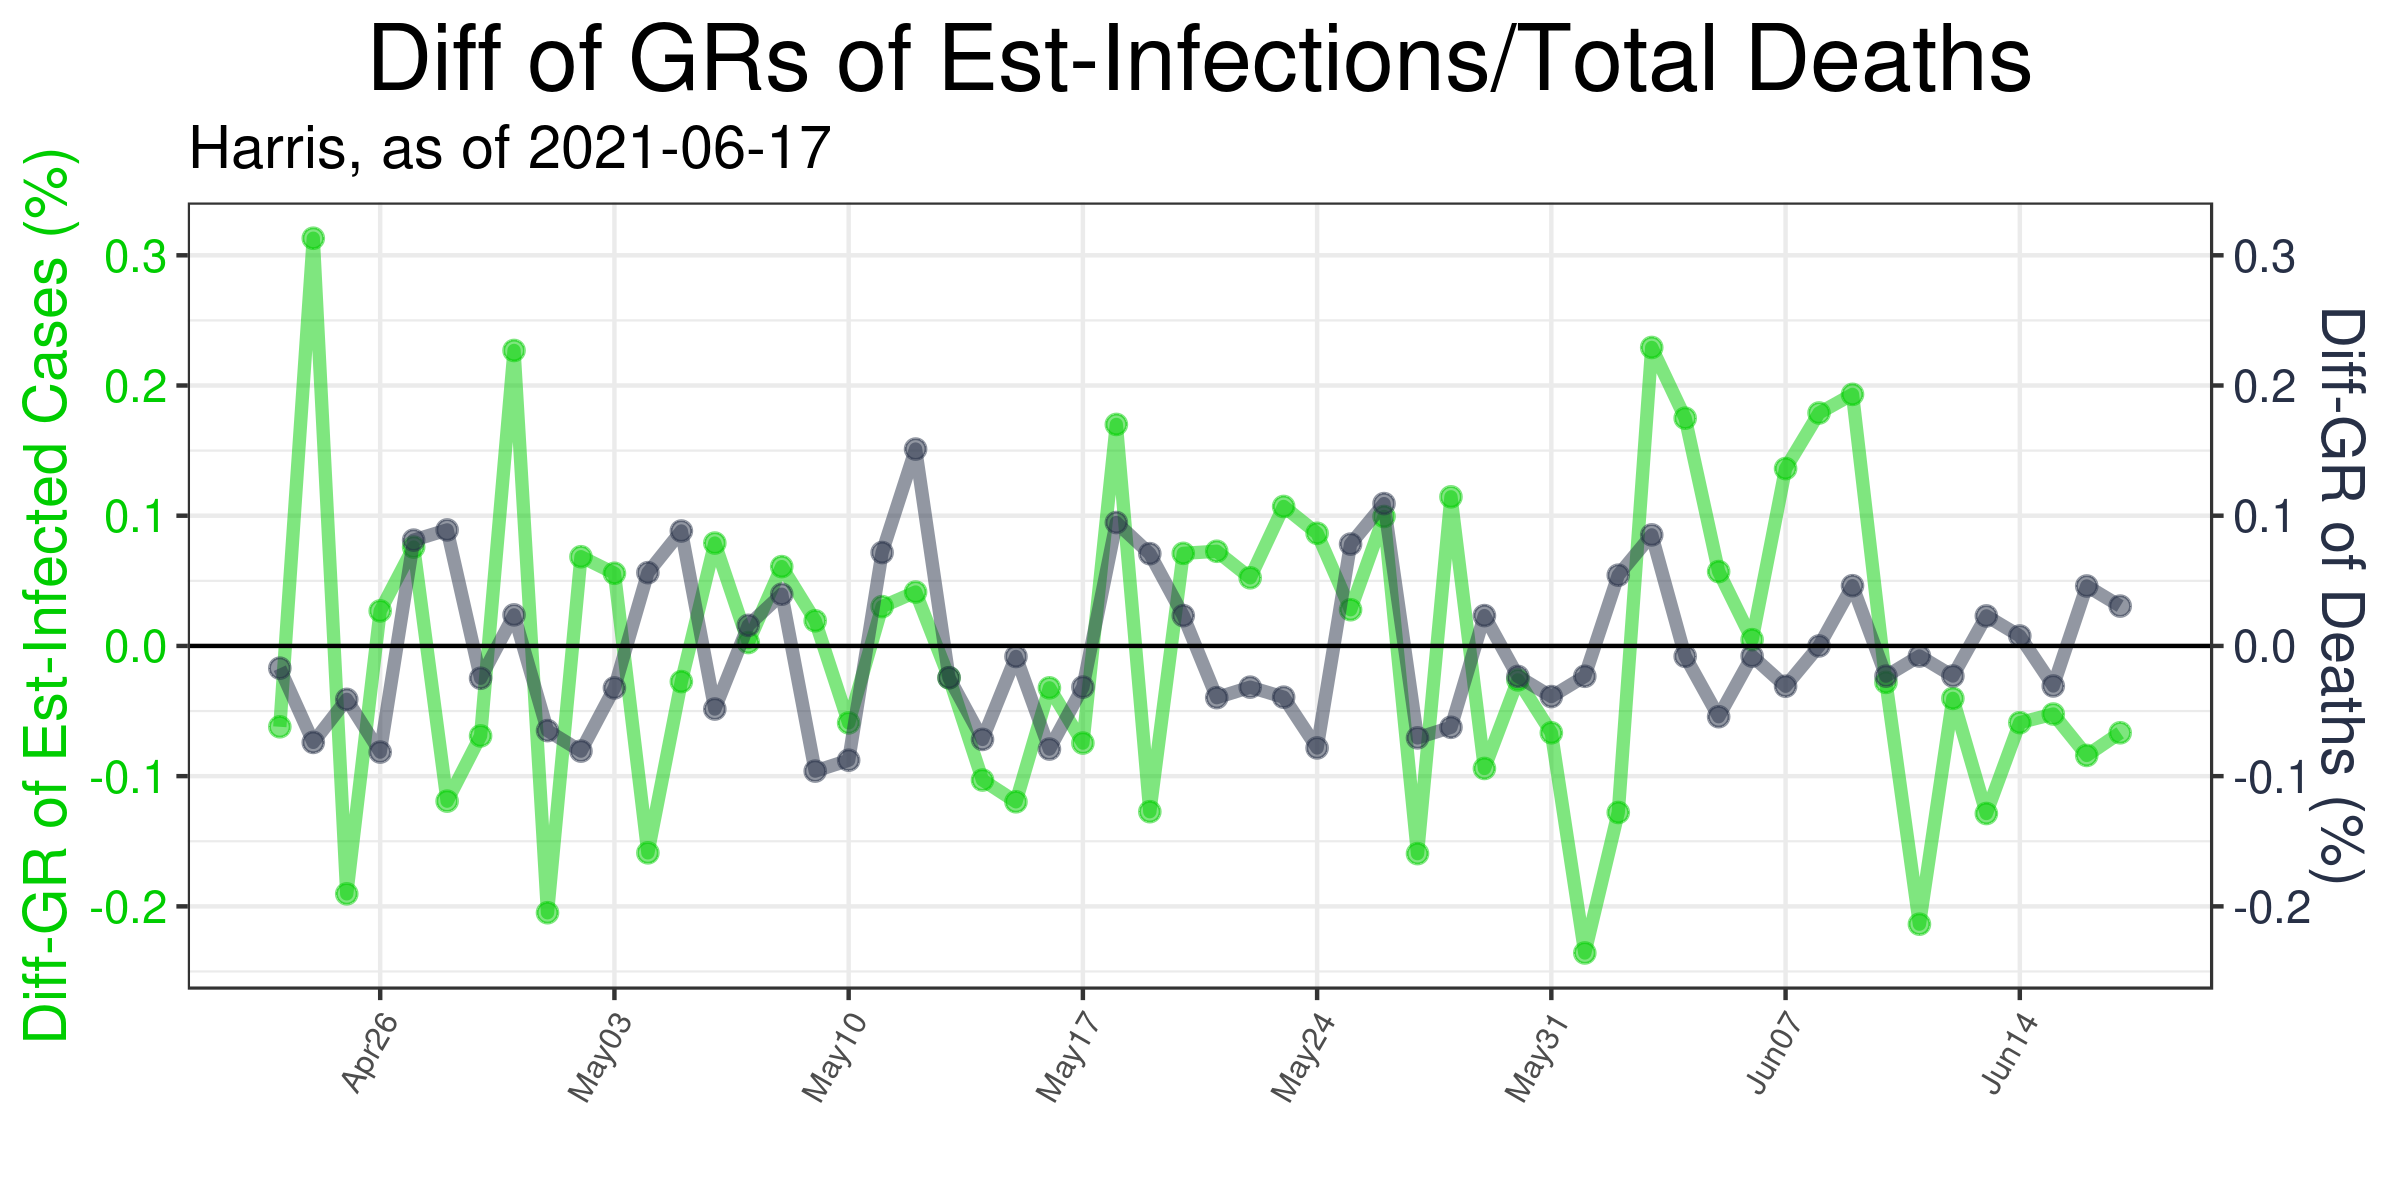 Diff of GRs of Est-Infections/Total Deaths
Harris, as of 2021-06-17
Diff-GR of Est-Infected Cases (%)
0.3
0.2
0.1
0.0
-0.1
-0.2
0.3
0.2
0.1
0.0
-0.1
-0.2
Diff-GR of Deaths (%)
Apr26
May03
May10
May17
May24
May31
Jun07
Jun14